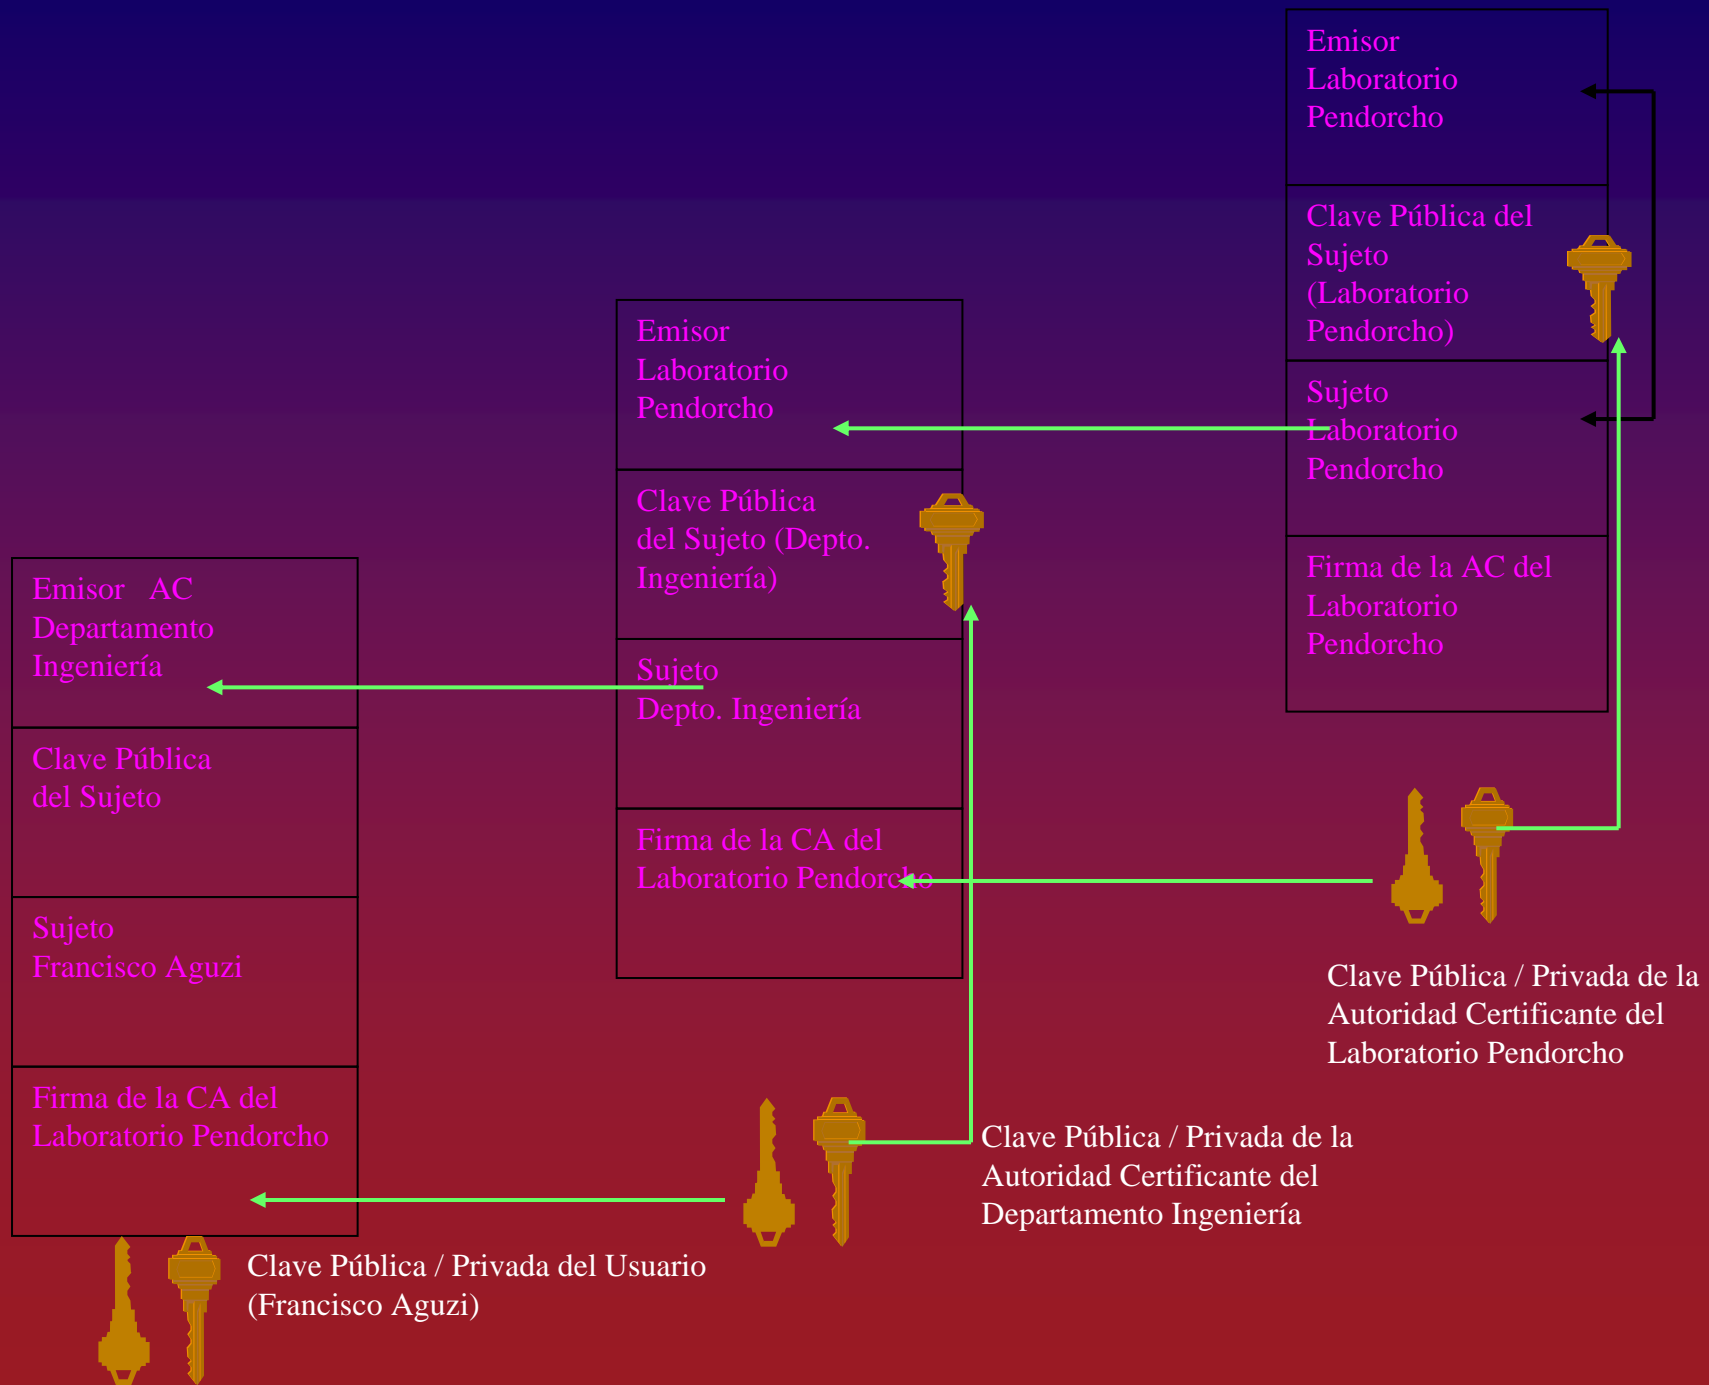 Emisor AC
Departamento
Ingeniería
Clave Pública
del Sujeto
Sujeto
Francisco Aguzi
Firma de la CA del
Laboratorio Pendorcho
Clave Pública / Privada del Usuario
(Francisco Aguzi)
Emisor
Laboratorio
Pendorcho
Clave Pública
del Sujeto (Depto.
Ingeniería)
Sujeto
Depto. Ingeniería
Firma de la CA del
Laboratorio Pendorcho
Clave Pública / Privada de la
Autoridad Certificante del
Departamento Ingeniería
Emisor
Laboratorio
Pendorcho
Clave Pública del
Sujeto
(Laboratorio
Pendorcho)
Sujeto
Laboratorio
Pendorcho
Firma de la AC del
Laboratorio
Pendorcho
Clave Pública / Privada de la
Autoridad Certificante del
Laboratorio Pendorcho